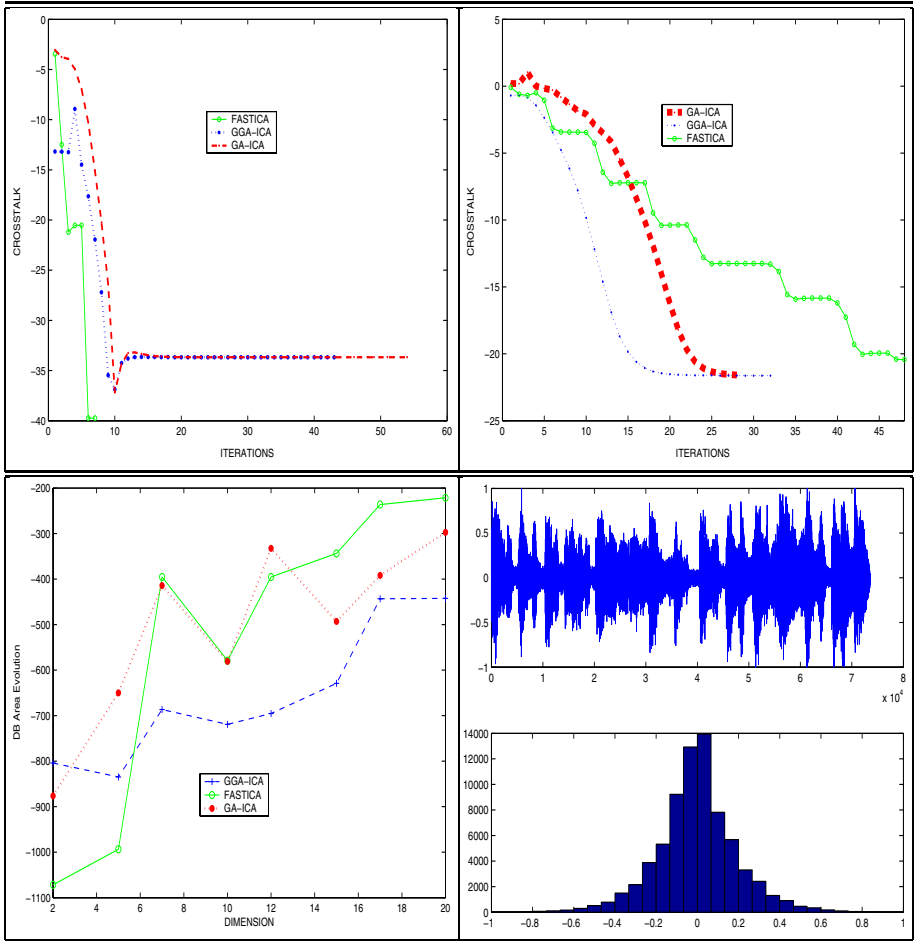 0
−5
−10
−15
−20
−25
−30
−35
−40
CROSSTALK
FASTICA
GGA−ICA
GA−ICA
0 10 20 30 40 50 60
ITERATIONS
5
0
−5
−10
−15
−20
−25
CROSSTALK
GA−ICA
GGA−ICA
FASTICA
0 5 10 15 20 25 30 35 40 45
ITERATIONS
−200
−300
−400
−500
−600
−700
−800
−900
−1000
−1100
DB Area Evolution
GGA−ICA
FASTICA
GA−ICA
2 4 6 8 10 12 14 16 18 20
DIMENSION
1
0.5
0
−0.5
−1
0 1 2 3 4 5 6 7 8
x 10⁴
14000
12000
10000
8000
6000
4000
2000
0
−1 −0.8 −0.6 −0.4 −0.2 0 0.2 0.4 0.6 0.8 1